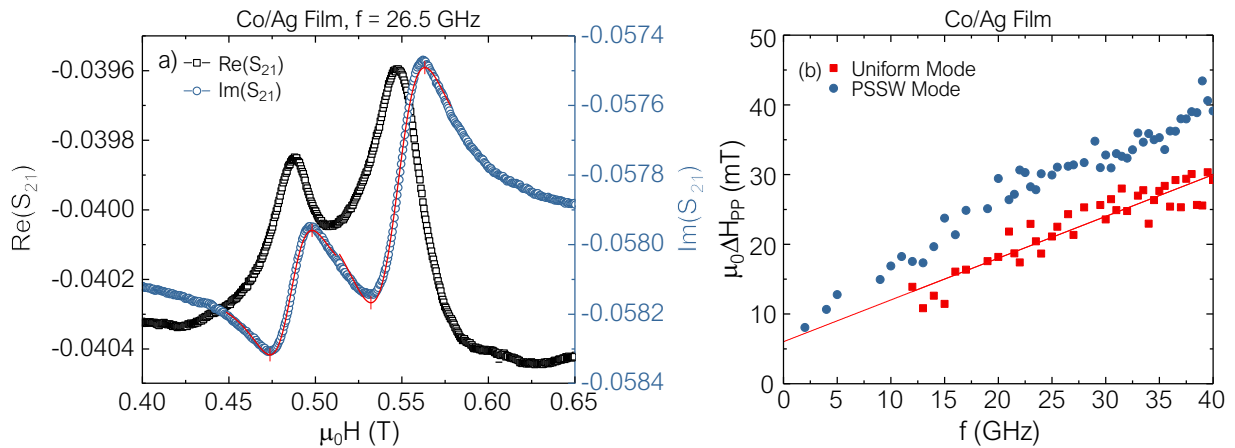 Co/Ag Film, f = 26.5 GHz
a)
Re(S21)
Im(S21)
Re(S21)
-0.0396
-0.0398
-0.0400
-0.0402
-0.0404
0.40
0.45
0.50
0.55
0.60
0.65
μ0H (T)
-0.0574
-0.0576
-0.0578
-0.0580
-0.0582
-0.0584
Im(S21)
Co/Ag Film
(b)
Uniform Mode
PSSW Mode
μ0ΔHPP (mT)
50
40
30
20
10
0
0
5
10
15
20
25
30
35
40
f (GHz)